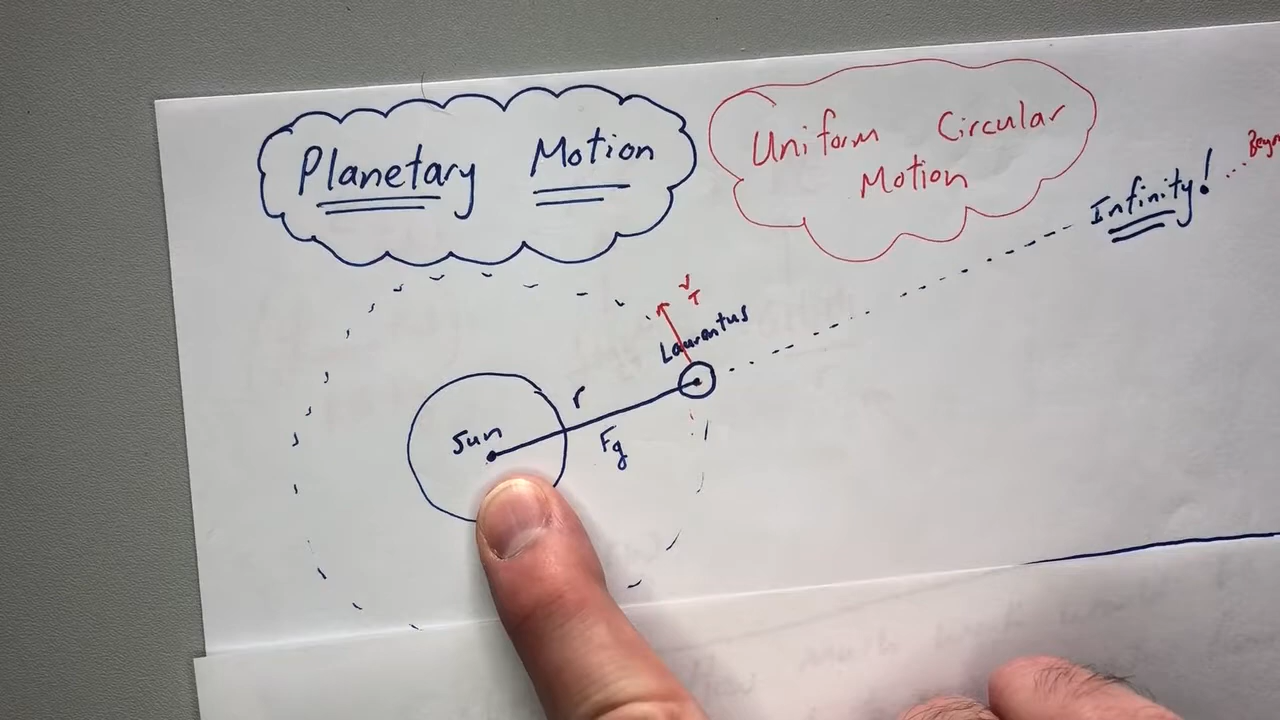 Planetary Motion
Uniform Circular
Motion
Infinity!
V
T
Laurentus
r
Sun
Fg